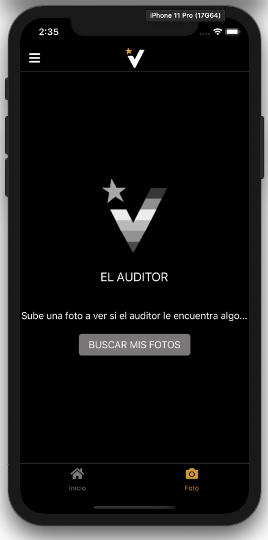 iPhone 11 Pro (17G64)
2:35
EL AUDITOR
Sube una foto a ver si el auditor le encuentra algo...
BUSCAR MIS FOTOS
Inicio
Foto